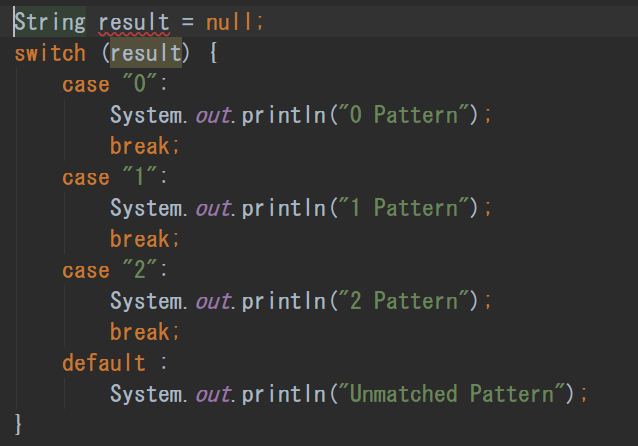 String result = null;
switch (result) {
    case "0":
        System.out.println("0 Pattern");
        break;
    case "1":
        System.out.println("1 Pattern");
        break;
    case "2":
        System.out.println("2 Pattern");
        break;
    default :
        System.out.println("Unmatched Pattern");
}